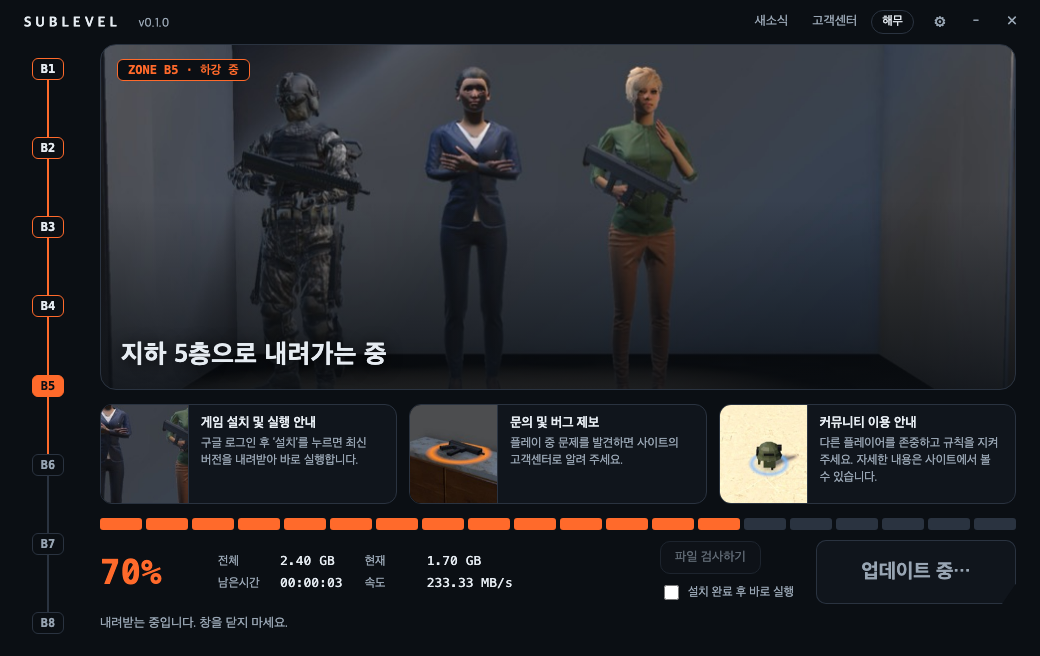 SUBLEVEL v0.1.0
새소식 고객센터 해무 ⚙ – ✕
B1
B2
B3
B4
B5
B6
B7
B8
ZONE B5 · 하강 중
지하 5층으로 내려가는 중
게임 설치 및 실행 안내
구글 로그인 후 '설치'를 누르면 최신
버전을 내려받아 바로 실행합니다.
문의 및 버그 제보
플레이 중 문제를 발견하면 사이트의
고객센터로 알려 주세요.
커뮤니티 이용 안내
다른 플레이어를 존중하고 규칙을 지켜
주세요. 자세한 내용은 사이트에서 볼
수 있습니다.
70%
전체 2.40 GB 현재 1.70 GB
남은시간 00:00:03 속도 233.33 MB/s
파일 검사하기
설치 완료 후 바로 실행
업데이트 중…
내려받는 중입니다. 창을 닫지 마세요.